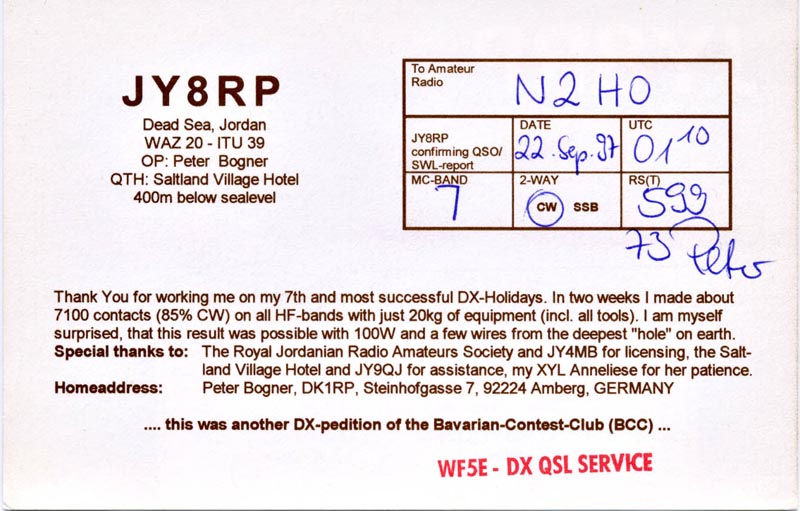 JY8RP
Dead Sea, Jordan
WAZ 20 - ITU 39
OP: Peter Bogner
QTH: Saltland Village Hotel
400m below sealevel
To Amateur
Radio
N2HO
JY8RP
confirming QSO/
SWL-report
DATE
22. Sep. 97
UTC
01 10
MC-BAND
7
2-WAY
CW SSB
RS(T)
599
73 Peter
Thank You for working me on my 7th and most successful DX-Holidays. In two weeks I made about
7100 contacts (85% CW) on all HF-bands with just 20kg of equipment (incl. all tools). I am myself
surprised, that this result was possible with 100W and a few wires from the deepest "hole" on earth.
Special thanks to: The Royal Jordanian Radio Amateurs Society and JY4MB for licensing, the Salt-
land Village Hotel and JY9QJ for assistance, my XYL Anneliese for her patience.
Homeaddress: Peter Bogner, DK1RP, Steinhofgasse 7, 92224 Amberg, GERMANY
.... this was another DX-pedition of the Bavarian-Contest-Club (BCC) ...
WF5E - DX QSL SERVICE